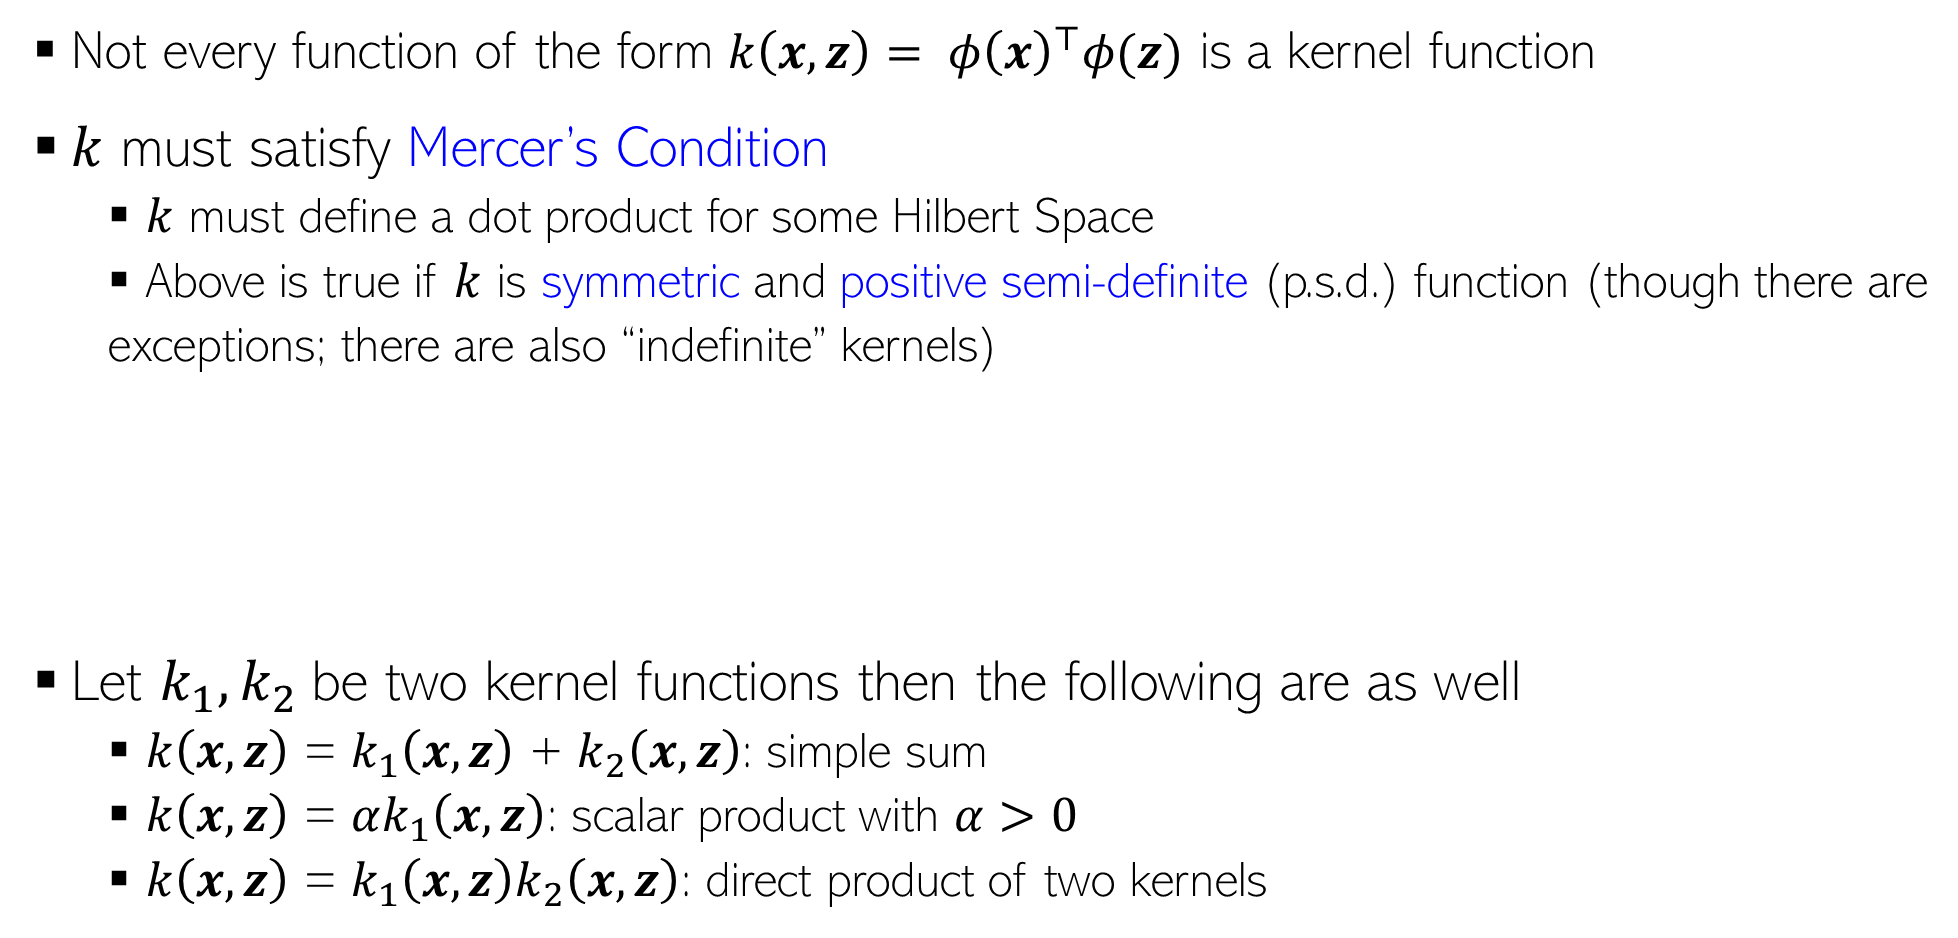 ▪ Not every function of the form k(x, z) = ϕ(x)⊤ϕ(z) is a kernel function
▪ k must satisfy Mercer’s Condition
▪ k must define a dot product for some Hilbert Space
▪ Above is true if k is symmetric and positive semi-definite (p.s.d.) function (though there are
exceptions; there are also “indefinite” kernels)
▪ Let k₁, k₂ be two kernel functions then the following are as well
▪ k(x, z) = k₁(x, z) + k₂(x, z): simple sum
▪ k(x, z) = αk₁(x, z): scalar product with α > 0
▪ k(x, z) = k₁(x, z)k₂(x, z): direct product of two kernels